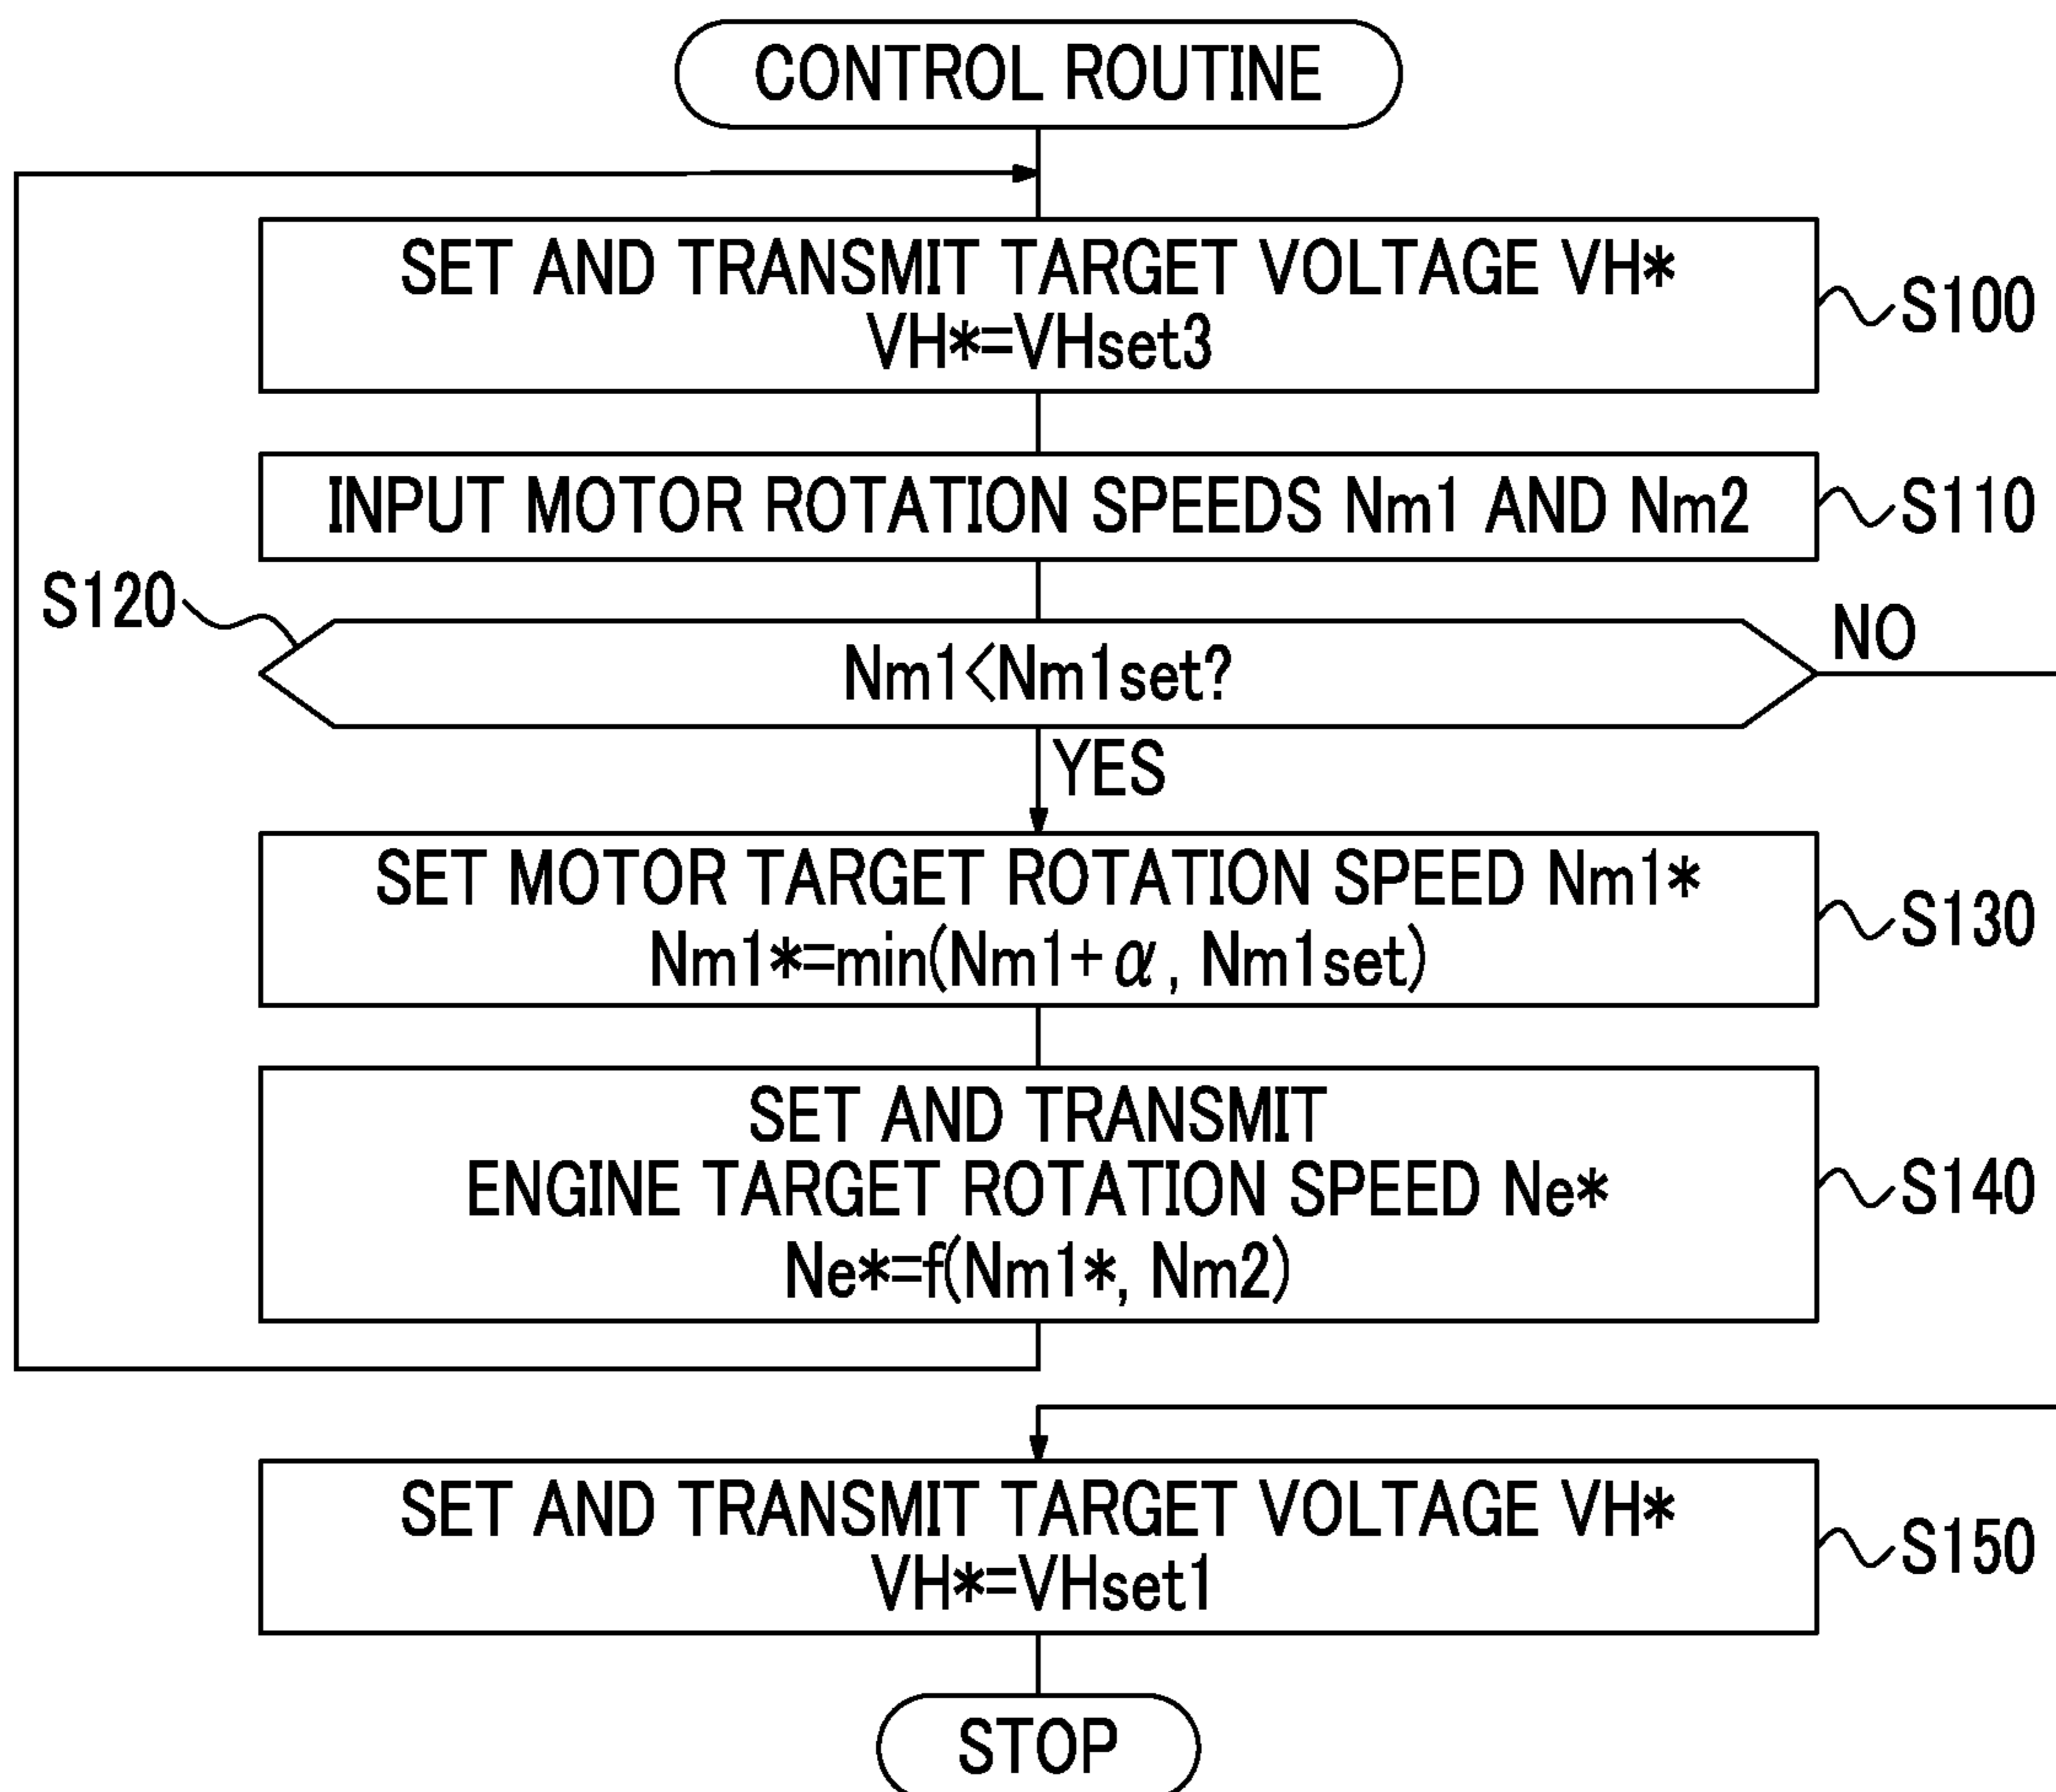 CONTROL ROUTINE
SET AND TRANSMIT TARGET VOLTAGE VH*
VH*=VHset3
S100
INPUT MOTOR ROTATION SPEEDS Nm1 AND Nm2
S110
S120
Nm1<Nm1set?
NO
YES
SET MOTOR TARGET ROTATION SPEED Nm1*
Nm1*=min(Nm1+α, Nm1set)
S130
SET AND TRANSMIT
ENGINE TARGET ROTATION SPEED Ne*
Ne*=f(Nm1*, Nm2)
S140
SET AND TRANSMIT TARGET VOLTAGE VH*
VH*=VHset1
S150
STOP